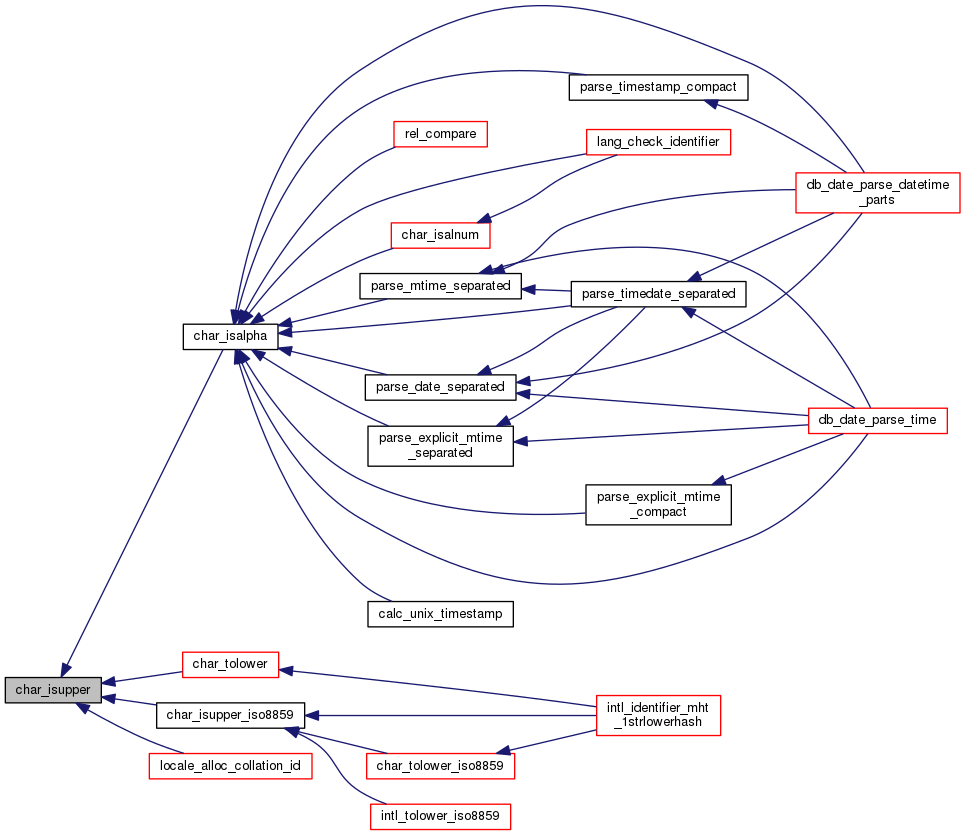 parse_timestamp_compact
rel_compare
lang_check_identifier
db_date_parse_datetime
_parts
char_isalnum
parse_mtime_separated
parse_timedate_separated
char_isalpha
parse_date_separated
db_date_parse_time
parse_explicit_mtime
_separated
parse_explicit_mtime
_compact
calc_unix_timestamp
char_tolower
char_isupper
char_isupper_iso8859
intl_identifier_mht
_1strlowerhash
locale_alloc_collation_id
char_tolower_iso8859
intl_tolower_iso8859